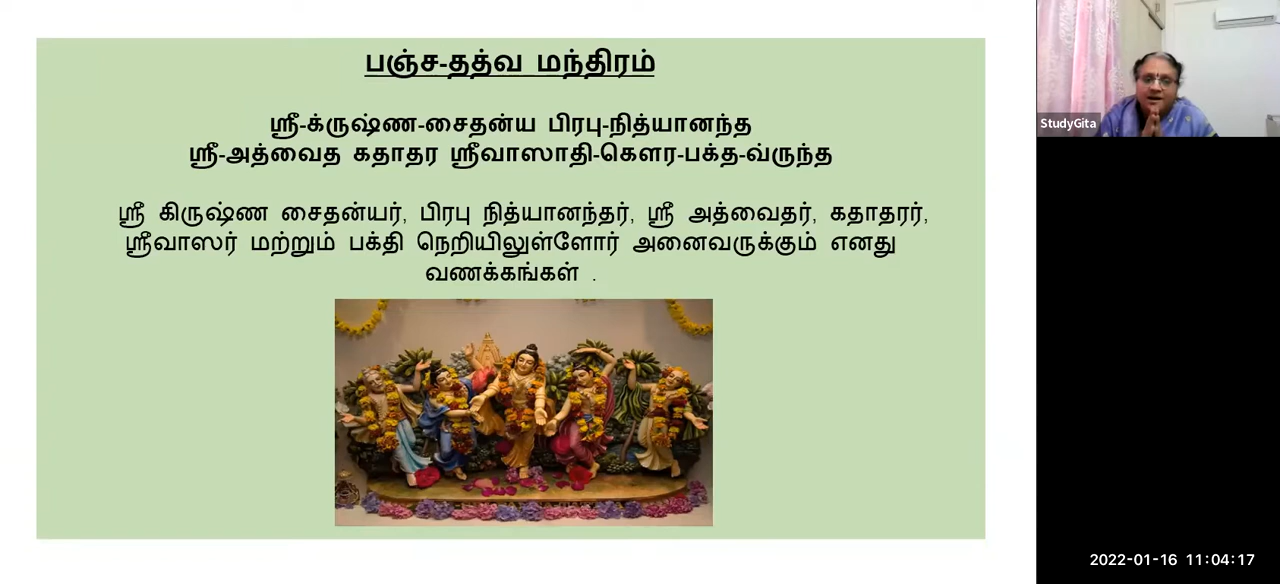 பஞ்ச-தத்வ மந்திரம்
ஸ்ரீ-க்ருஷ்ண-சைதன்ய பிரபு-நித்யானந்த
ஸ்ரீ-அத்வைத கதாதர ஸ்ரீவாஸாதி-கௌர-பக்த-வ்ருந்த
ஸ்ரீ கிருஷ்ண சைதன்யர், பிரபு நித்யானந்தர், ஸ்ரீ அத்வைதர், கதாதரர்,
ஸ்ரீவாஸர் மற்றும் பக்தி நெறியிலுள்ளோர் அனைவருக்கும் எனது
வணக்கங்கள் .
StudyGita
2022-01-16 11:04:17